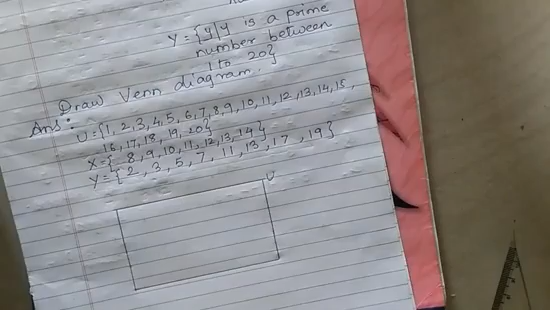 Y = {y|y is a prime
number between
1 to 20}
Draw Venn diagram.
Ans:
U = {1, 2, 3, 4, 5, 6, 7, 8, 9, 10, 11, 12, 13, 14, 15,
16, 17, 18, 19, 20}
X = { 8, 9, 10, 11, 12, 13, 14}
Y = { 2, 3, 5, 7, 11, 13, 17, 19}
U